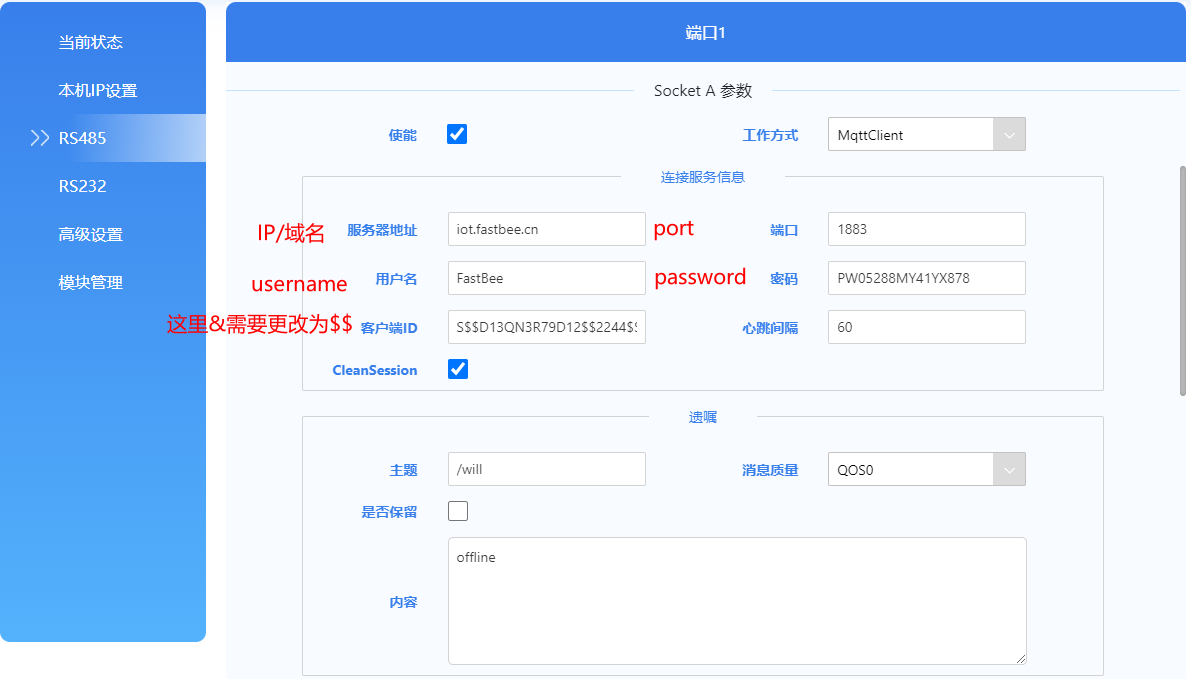 当前状态
本机IP设置
RS485
RS232
高级设置
模块管理
端口1
Socket A 参数
使能
工作方式 MqttClient
连接服务信息
IP/域名 服务器地址 iot.fastbee.cn
port 端口 1883
username 用户名 FastBee
password 密码 PW05288MY41YX878
这里&需要更改为$$ 客户端ID S$$D13QN3R79D12$$2244$$
心跳间隔 60
CleanSession
遗嘱
主题 /will
消息质量 QOS0
是否保留
内容 offline